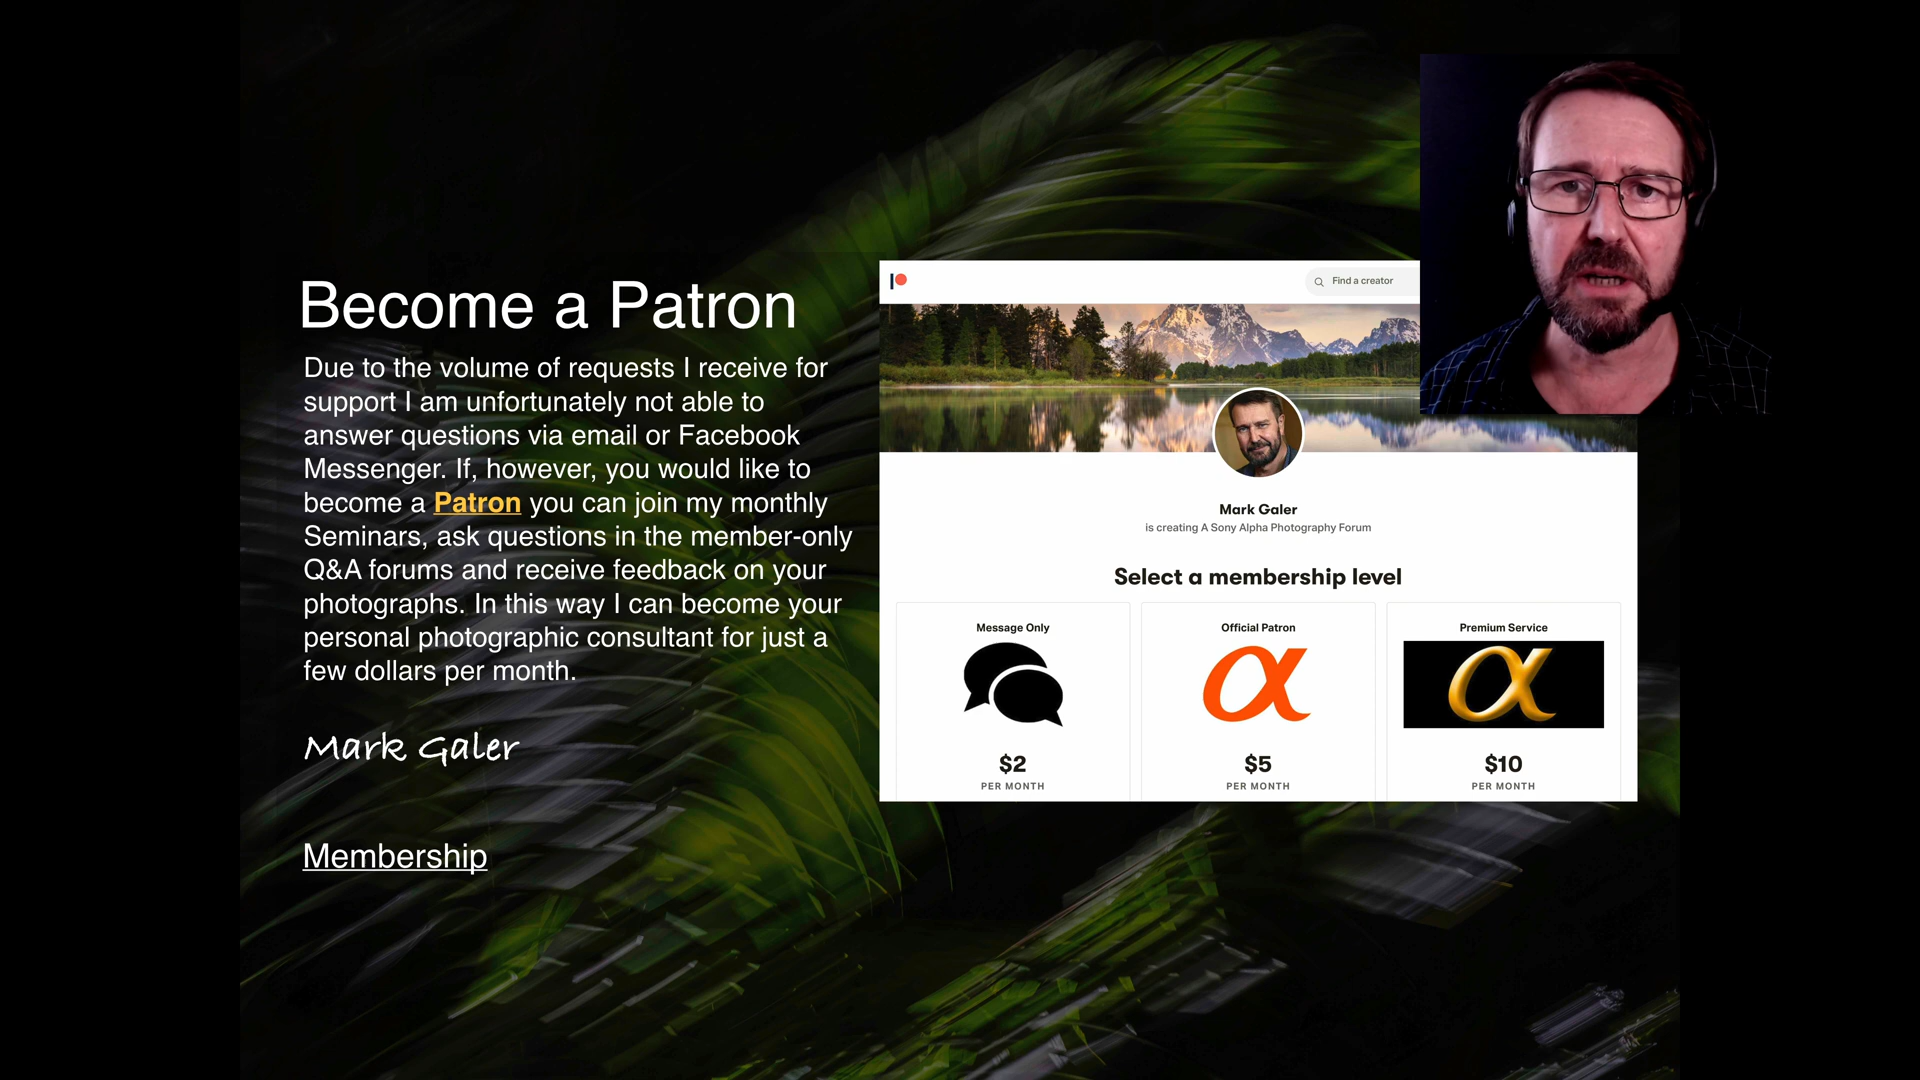 Become a Patron
Due to the volume of requests I receive for
support I am unfortunately not able to
answer questions via email or Facebook
Messenger. If, however, you would like to
become a Patron you can join my monthly
Seminars, ask questions in the member-only
Q&A forums and receive feedback on your
photographs. In this way I can become your
personal photographic consultant for just a
few dollars per month.
Mark Galer
Membership
Find a creator
Mark Galer
is creating A Sony Alpha Photography Forum
Select a membership level
Message Only
$2
PER MONTH
Official Patron
α
$5
PER MONTH
Premium Service
α
$10
PER MONTH